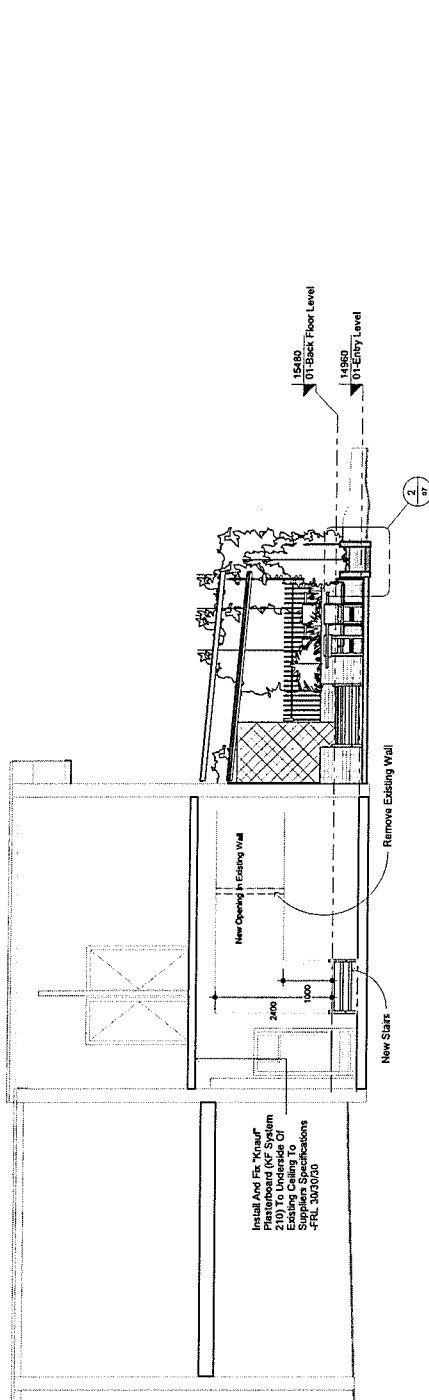 Install And Fix "Knauf"
Plasterboard (KF System
210) To Underside Of
Existing Ceiling To
Suppliers Specifications
-FRL 30/30/30
New Opening In Existing Wall
2400
1000
New Stairs
Remove Existing Wall
15480
01-Back Floor Level
14960
01-Entry Level
2
07